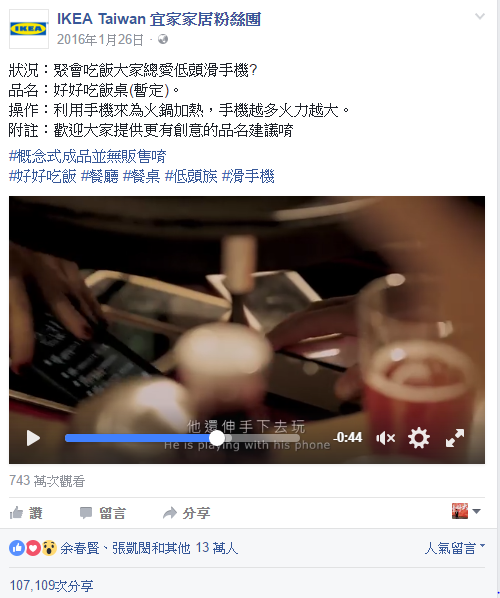 IKEA
IKEA Taiwan 宜家家居粉絲團
2016年1月26日 ·
狀況：聚會吃飯大家總愛低頭滑手機?
品名：好好吃飯桌(暫定)。
操作：利用手機來為火鍋加熱，手機越多火力越大。
附註：歡迎大家提供更有創意的品名建議唷
#概念式成品並無販售唷
#好好吃飯 #餐廳 #餐桌 #低頭族 #滑手機
他還伸手下去玩
He is playing with his phone
-0:44
743 萬次觀看
讚 留言 分享
余春賢、張凱閔和其他 13 萬人 人氣留言
107,109次分享